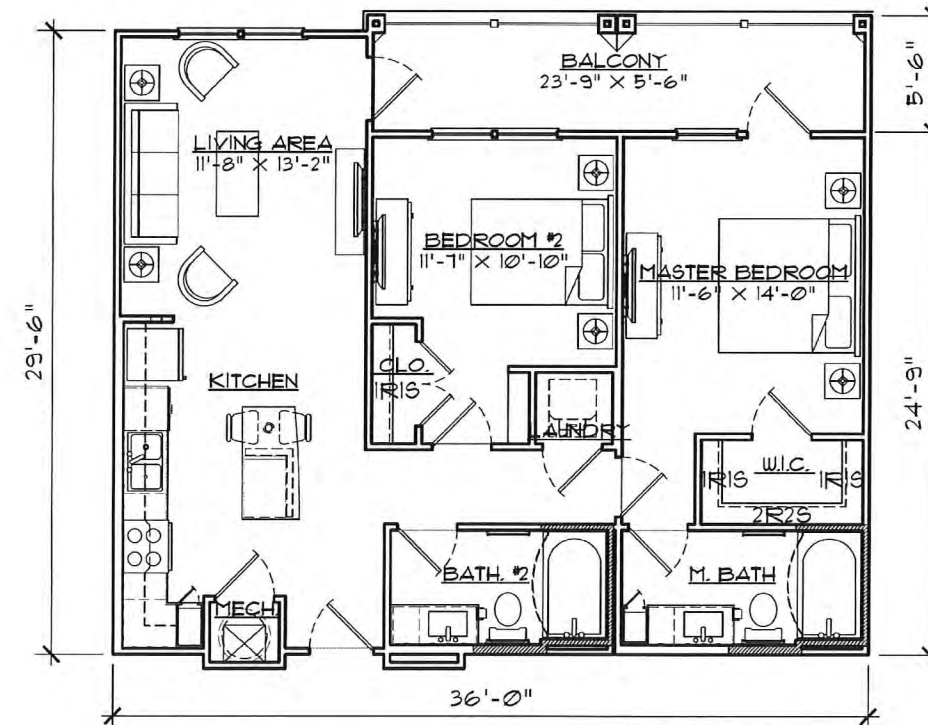 BALCONY
23'-9" X 5'-6"
5'-6"
LIVING AREA
11'-8" X 13'-2"
BEDROOM #2
11'-7" X 10'-10"
MASTER BEDROOM
11'-6" X 14'-0"
29'-6"
24'-9"
KITCHEN
CLO.
1R1S
LAUNDRY
W.I.C.
1R1S
1R1S
2R2S
BATH. #2
M. BATH
MECH.
36'-0"